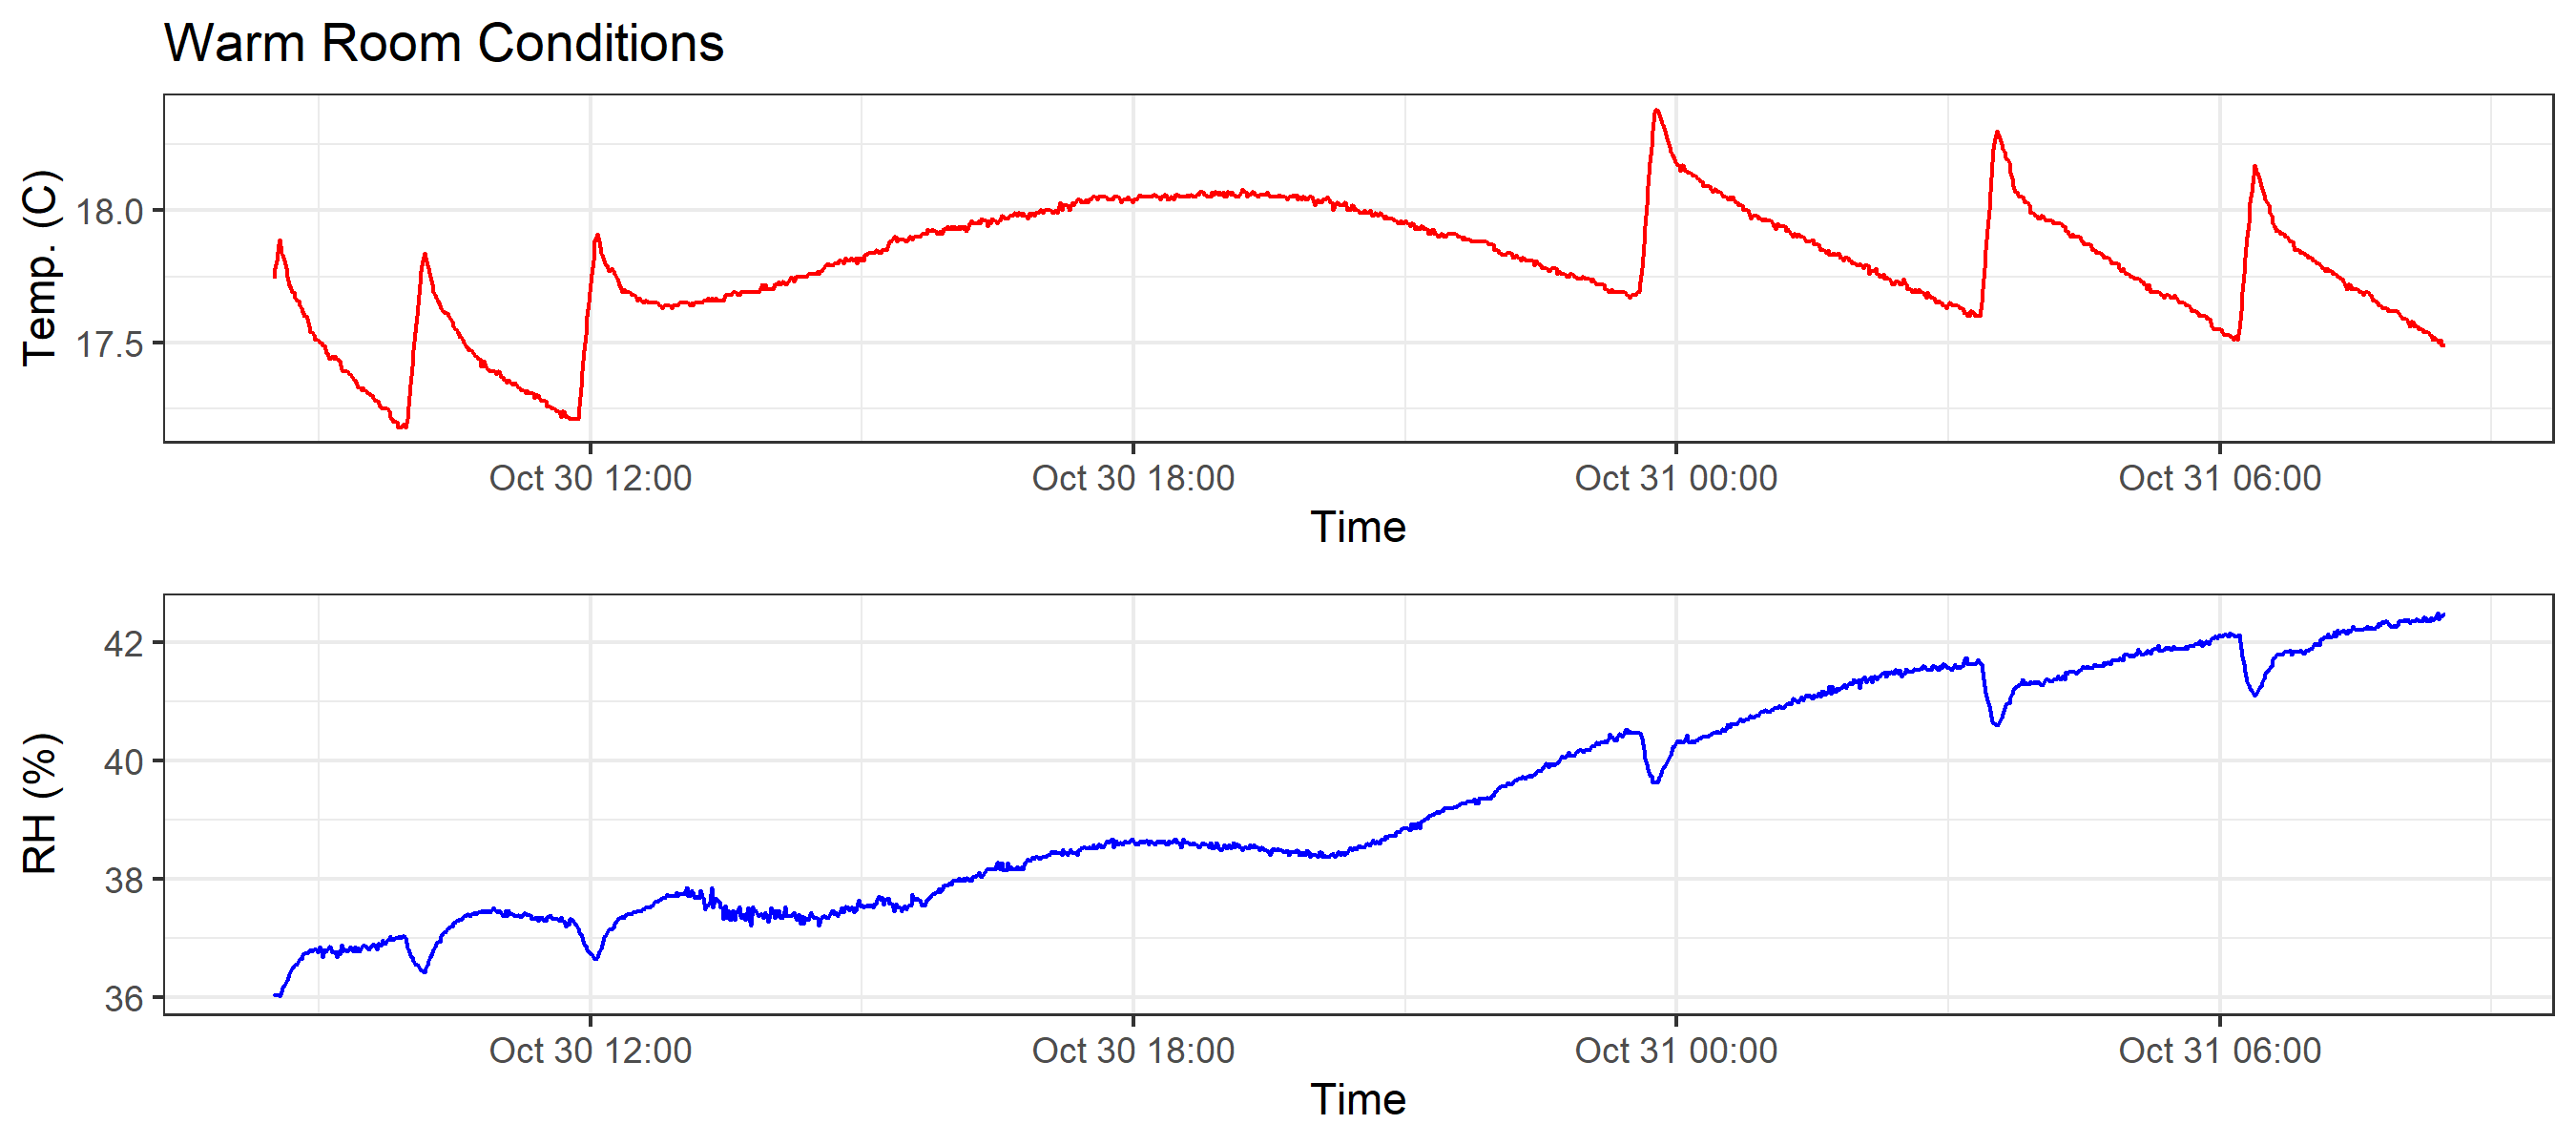 Warm Room Conditions
Temp. (C)
18.0
17.5
Oct 30 12:00 Oct 30 18:00 Oct 31 00:00 Oct 31 06:00
Time
RH (%)
42
40
38
36
Oct 30 12:00 Oct 30 18:00 Oct 31 00:00 Oct 31 06:00
Time